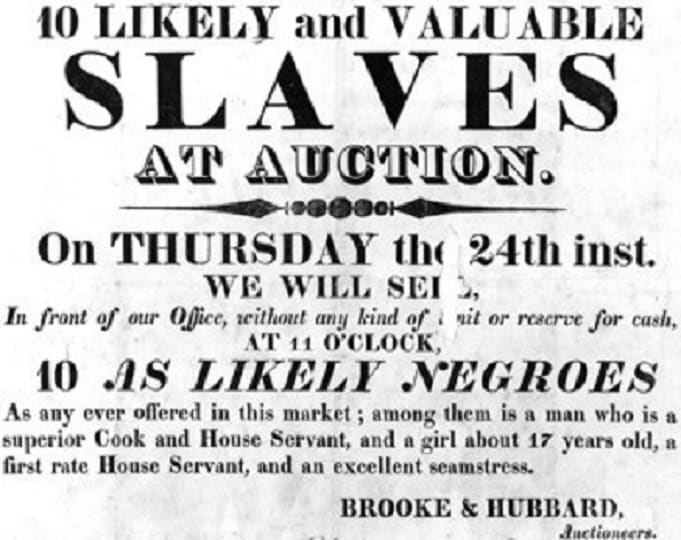 10 LIKELY and VALUABLE
SLAVES
AT AUCTION.
On THURSDAY the 24th inst.
WE WILL SELL,
In front of our Office, without any kind of limit or reserve for cash,
AT 11 O'CLOCK,
10 AS LIKELY NEGROES
As any ever offered in this market; among them is a man who is a
superior Cook and House Servant, and a girl about 17 years old, a
first rate House Servant, and an excellent seamstress.
BROOKE & HUBBARD,
Auctioneers.